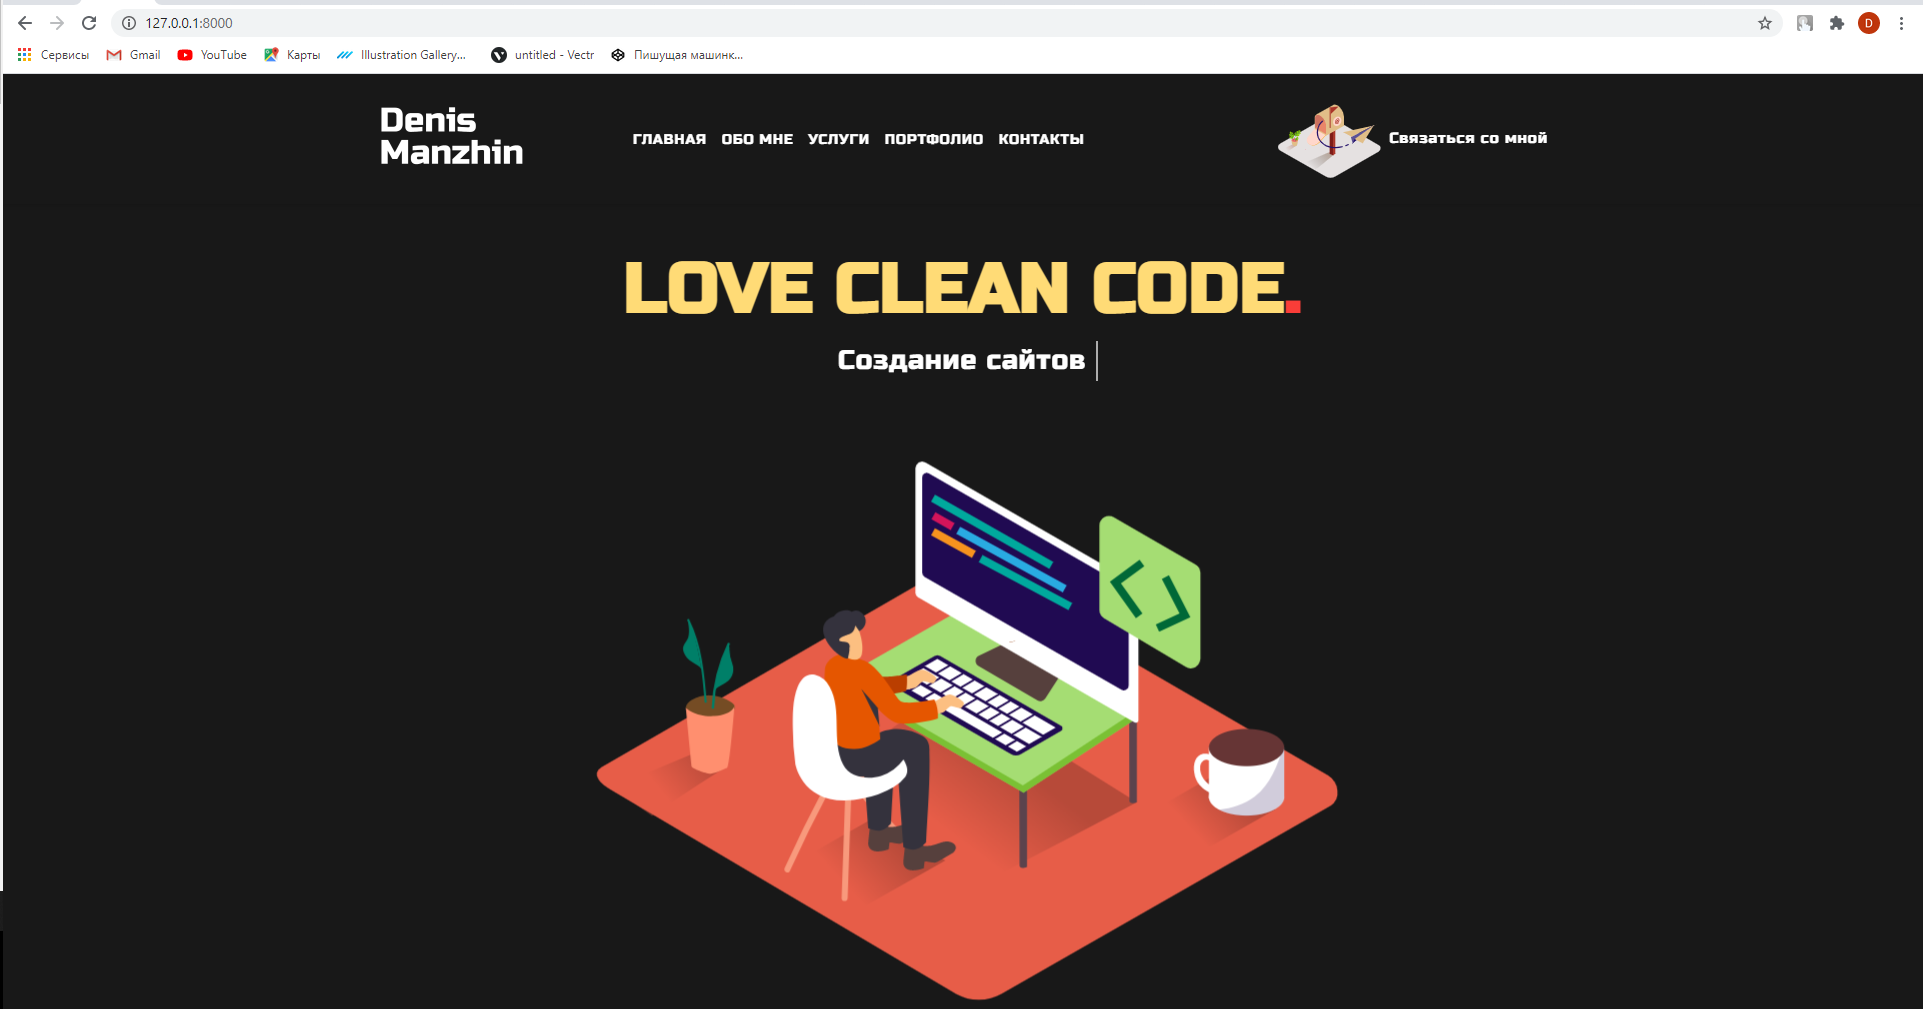 127.0.0.1:8000
D
Сервисы Gmail YouTube Карты Illustration Gallery... untitled - Vectr Пишущая машинк...
Denis
Manzhin
ГЛАВНАЯ ОБО МНЕ УСЛУГИ ПОРТФОЛИО КОНТАКТЫ
Связаться со мной
LOVE CLEAN CODE.
Создание сайтов